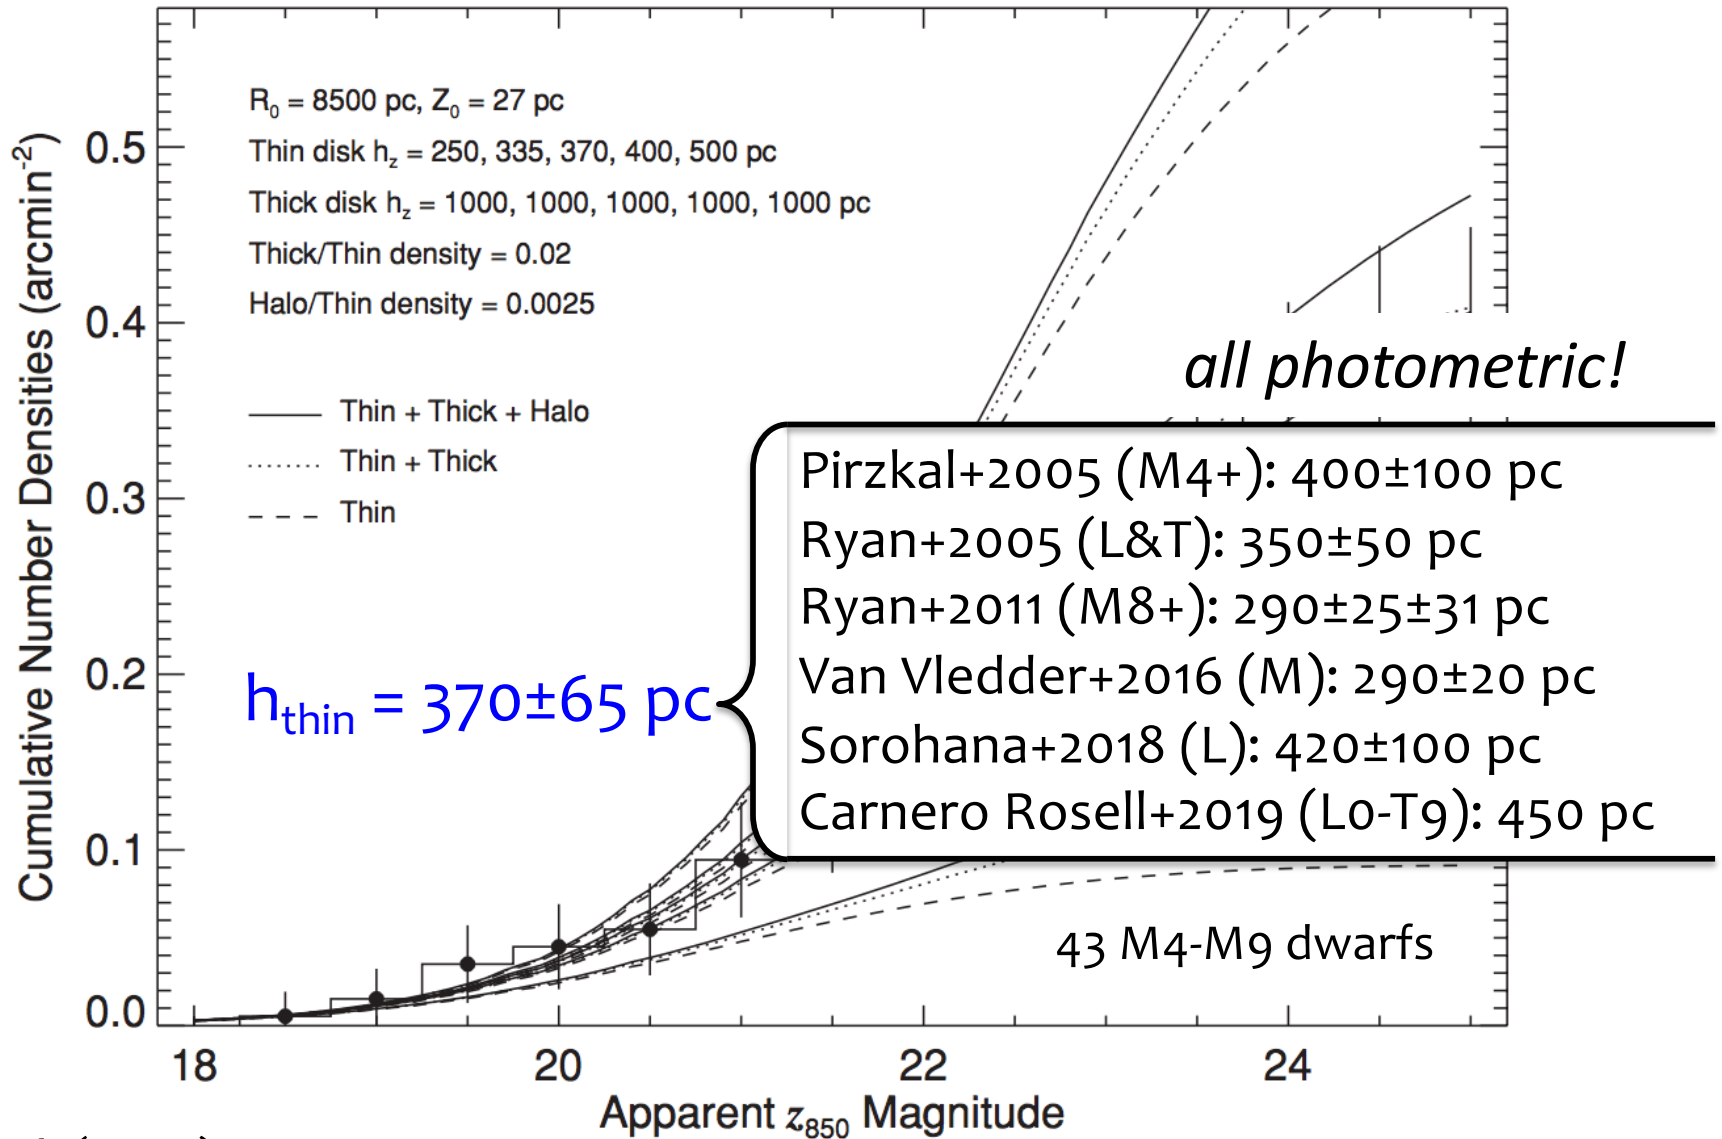 R0 = 8500 pc, Z0 = 27 pc
Thin disk hz = 250, 335, 370, 400, 500 pc
Thick disk hz = 1000, 1000, 1000, 1000, 1000 pc
Thick/Thin density = 0.02
Halo/Thin density = 0.0025
Thin + Thick + Halo
Thin + Thick
Thin
all photometric!
hthin = 370±65 pc
Pirzkal+2005 (M4+): 400±100 pc
Ryan+2005 (L&T): 350±50 pc
Ryan+2011 (M8+): 290±25±31 pc
Van Vledder+2016 (M): 290±20 pc
Sorohana+2018 (L): 420±100 pc
Carnero Rosell+2019 (L0-T9): 450 pc
43 M4-M9 dwarfs
Cumulative Number Densities (arcmin-2)
0.5
0.4
0.3
0.2
0.1
0.0
18 20 22 24
Apparent z850 Magnitude